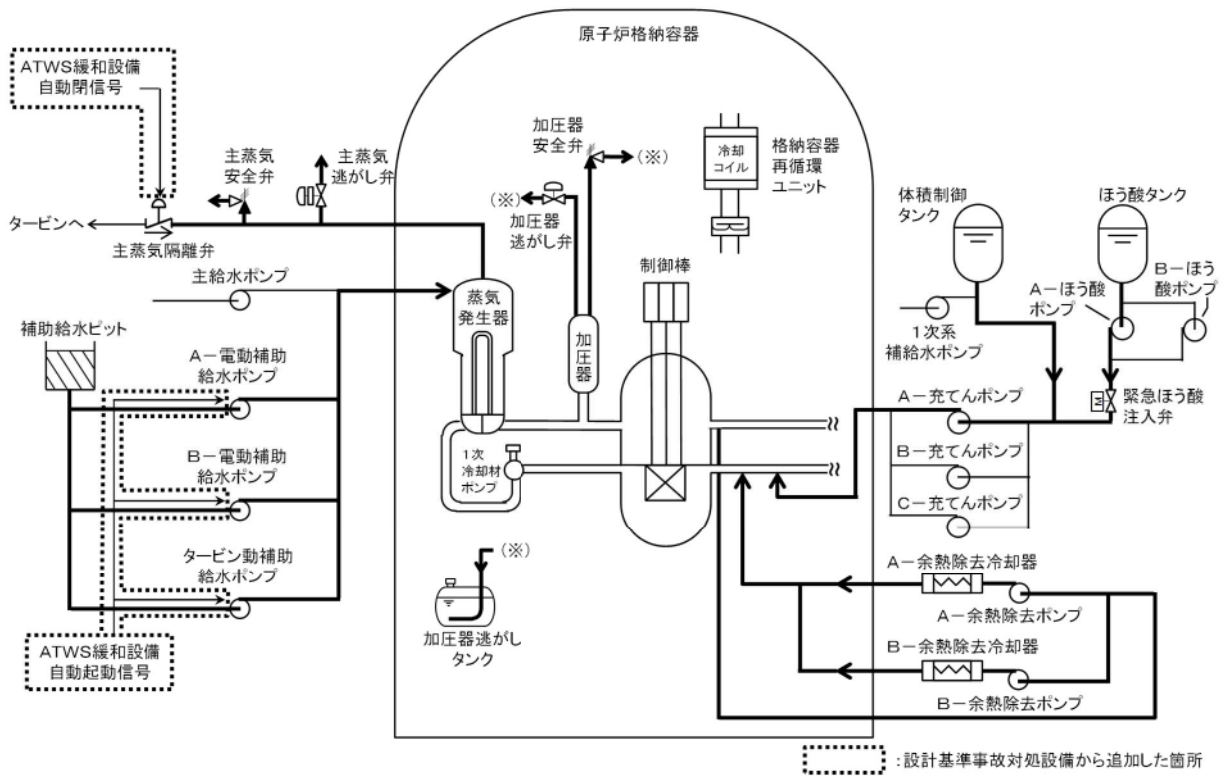 原子炉格納容器
ATWS緩和設備
自動閉信号
主蒸気
安全弁
主蒸気
逃がし弁
タービンへ
主蒸気隔離弁
加圧器
安全弁
(※)
(※)
加圧器
逃がし弁
冷却
コイル
格納容器
再循環
ユニット
体積制御
タンク
ほう酸タンク
B-ほう
酸ポンプ
A-ほう酸
ポンプ
1次系
補給水ポンプ
M
緊急ほう酸
注入弁
主給水ポンプ
蒸気
発生器
加圧器
制御棒
補助給水ピット
A-電動補助
給水ポンプ
B-電動補助
給水ポンプ
タービン動補助
給水ポンプ
ATWS緩和設備
自動起動信号
1次
冷却材
ポンプ
A-充てんポンプ
B-充てんポンプ
C-充てんポンプ
(※)
加圧器逃がし
タンク
A-余熱除去冷却器
A-余熱除去ポンプ
B-余熱除去冷却器
B-余熱除去ポンプ
:設計基準事故対処設備から追加した箇所